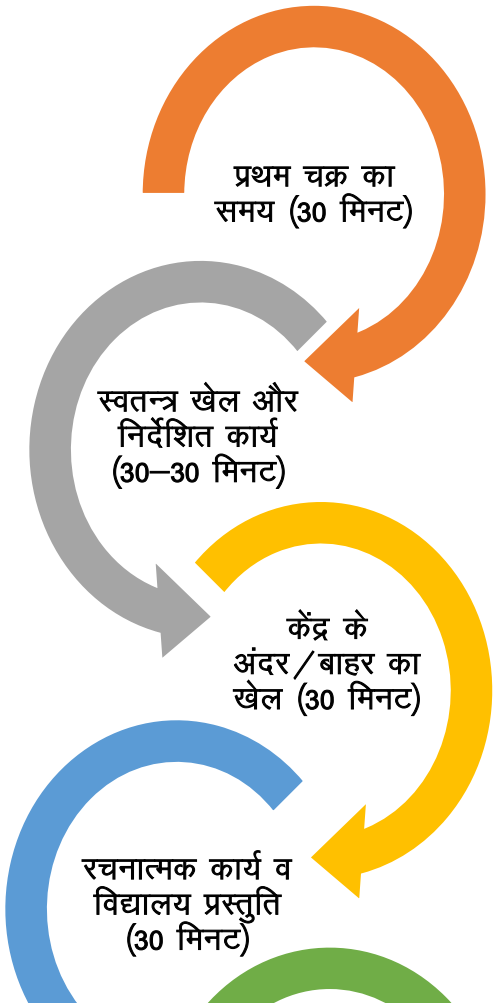 प्रथम चक्र का
समय (30 मिनट)
स्वतन्त्र खेल और
निर्देशित कार्य
(30–30 मिनट)
केंद्र के
अंदर/बाहर का
खेल (30 मिनट)
रचनात्मक कार्य व
विद्यालय प्रस्तुति
(30 मिनट)